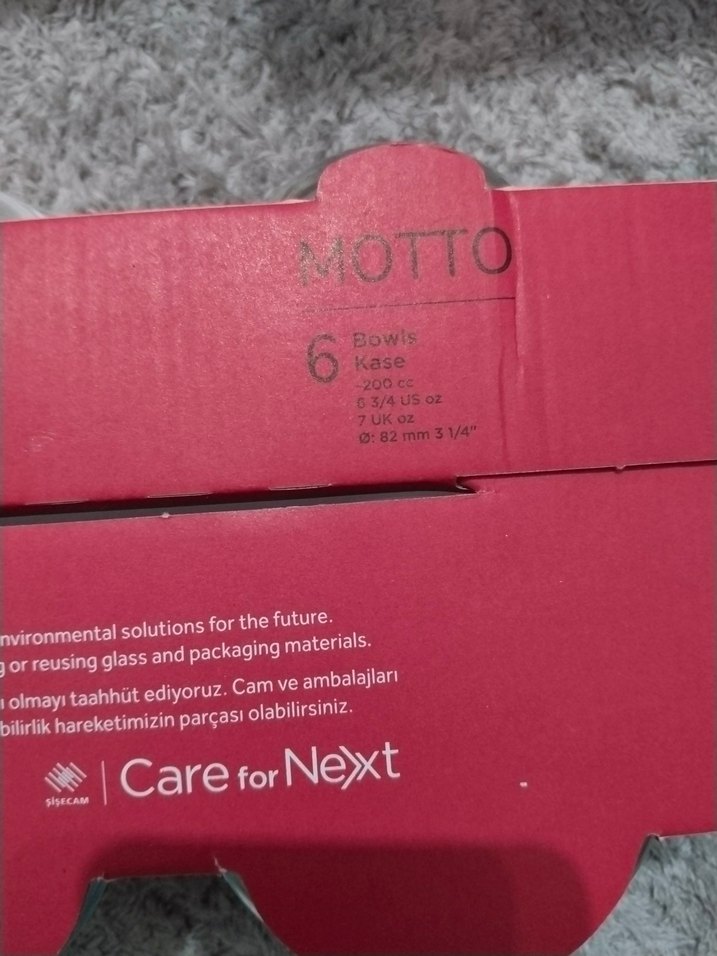 MOTTO
6 Bowls
Kase
~200 cc
6 3/4 US oz
7 UK oz
Ø: 82 mm 3 1/4"
nvironmental solutions for the future.
g or reusing glass and packaging materials.
ı olmayı taahhüt ediyoruz. Cam ve ambalajları
bilirlik hareketimizin parçası olabilirsiniz.
ŞİŞECAM
Care for Next